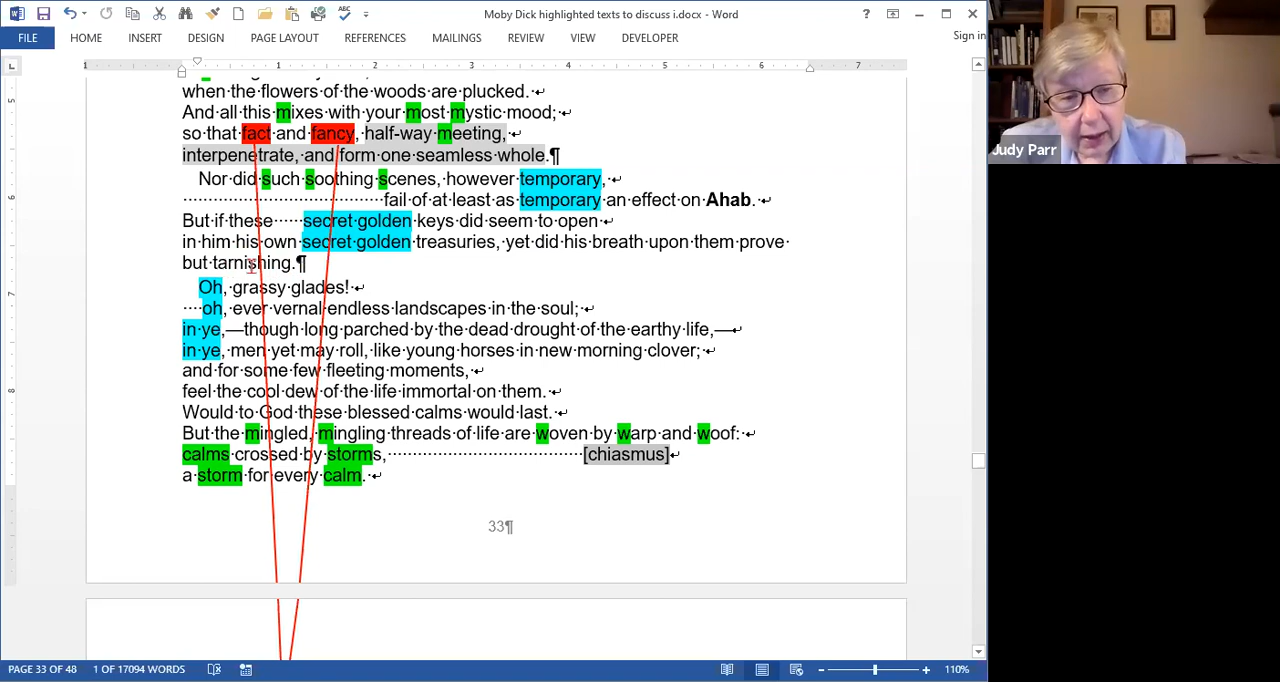 Moby Dick highlighted texts to discuss i.docx - Word
FILE HOME INSERT DESIGN PAGE LAYOUT REFERENCES MAILINGS REVIEW VIEW DEVELOPER Sign in
1 1 2 3 4 5 6 7
when the flowers of the woods are plucked.
And all this mixes with your most mystic mood;
so that fact and fancy, half-way meeting,
interpenetrate, and form one seamless whole.¶
Nor did such soothing scenes, however temporary,
fail of at least as temporary an effect on Ahab.
But if these secret golden keys did seem to open
in him his own secret golden treasuries, yet did his breath upon them prove
but tarnishing.¶
Oh, grassy glades!
oh, ever vernal endless landscapes in the soul;
in ye,—though long parched by the dead drought of the earthy life,—
in ye, men yet may roll, like young horses in new morning clover;
and for some few fleeting moments,
feel the cool dew of the life immortal on them.
Would to God these blessed calms would last.
But the mingled, mingling threads of life are woven by warp and woof:
calms crossed by storms, [chiasmus]
a storm for every calm.
33¶
Judy Parr
PAGE 33 OF 48 1 OF 17094 WORDS 110%